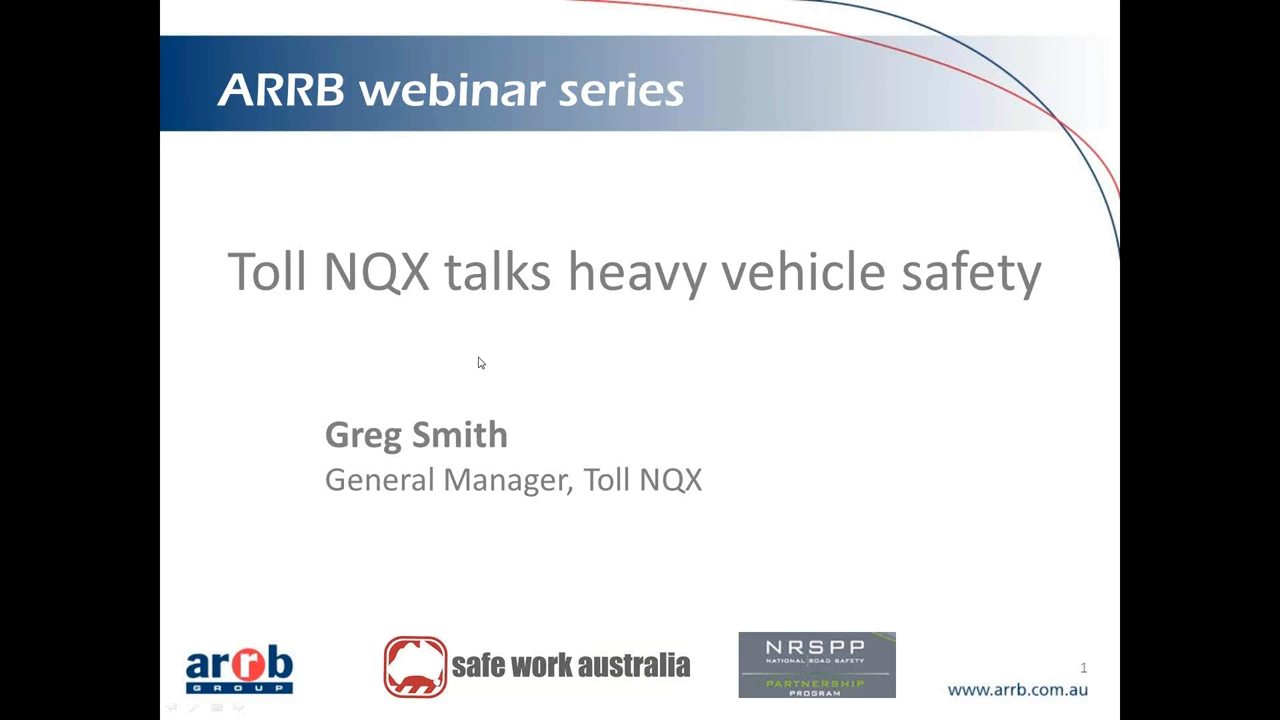 ARRB webinar series
Toll NQX talks heavy vehicle safety
Greg Smith
General Manager, Toll NQX
arrb
GROUP
safe work australia
NRSPP
NATIONAL ROAD SAFETY
PARTNERSHIP
PROGRAM
1
www.arrb.com.au